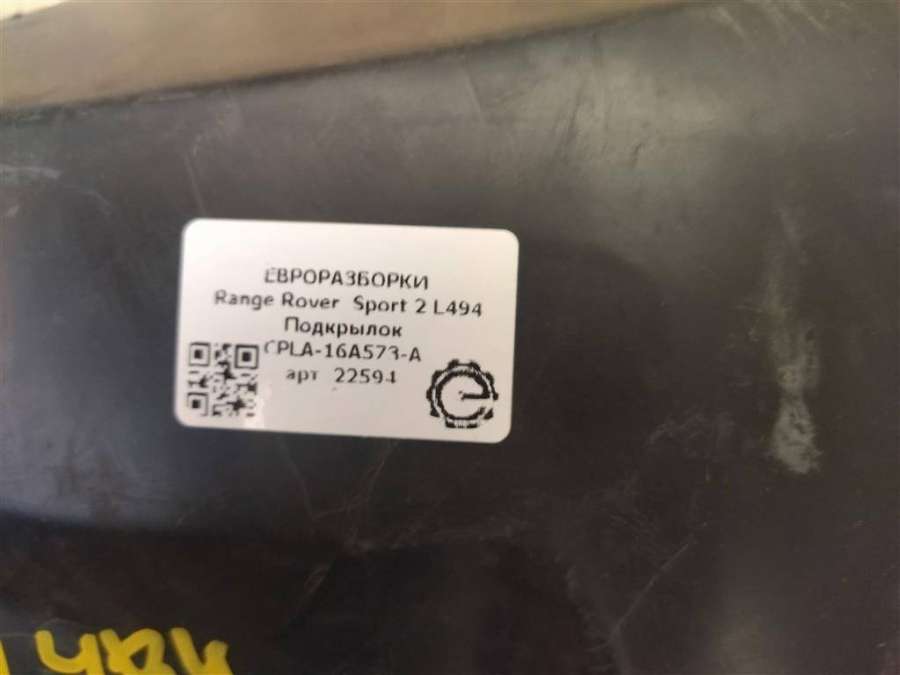 ЕВРОРАЗБОРКИ
Range Rover Sport 2 L494
Подкрылок
CPLA-16A573-A
арт 22594